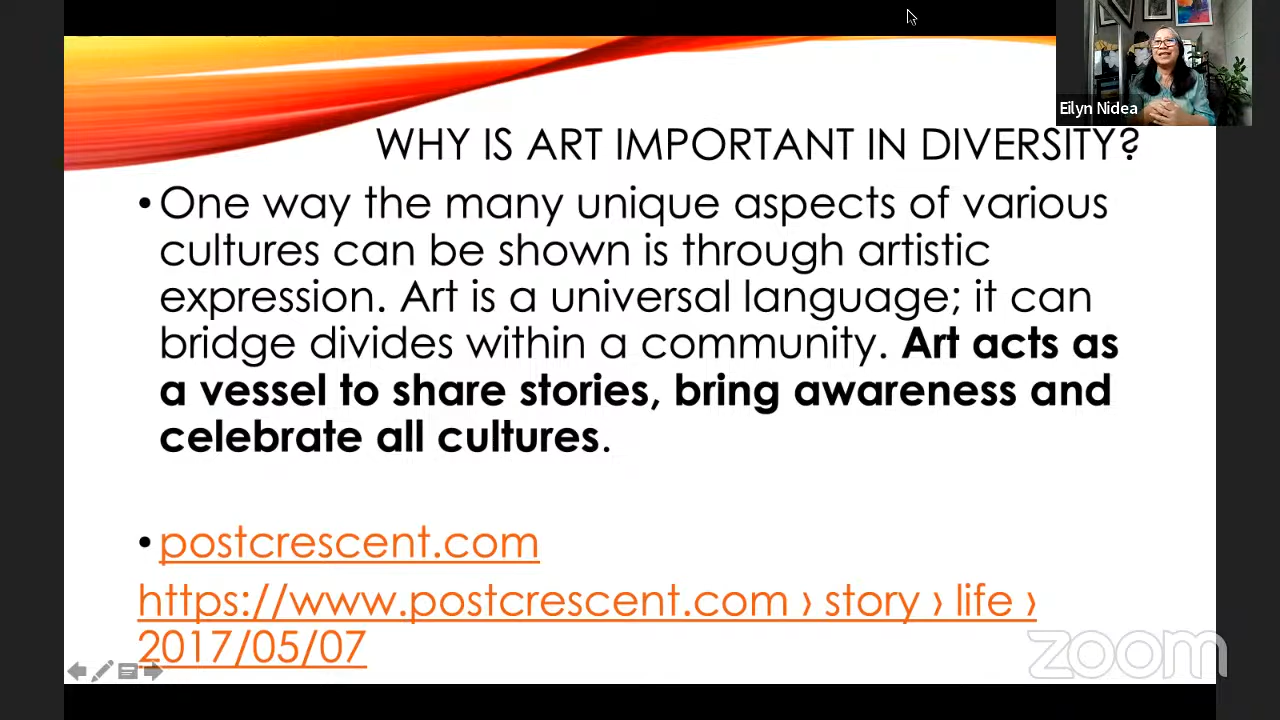 Eilyn Nidea
WHY IS ART IMPORTANT IN DIVERSITY?
• One way the many unique aspects of various
cultures can be shown is through artistic
expression. Art is a universal language; it can
bridge divides within a community. Art acts as
a vessel to share stories, bring awareness and
celebrate all cultures.
• postcrescent.com
https://www.postcrescent.com › story › life ›
2017/05/07
zoom